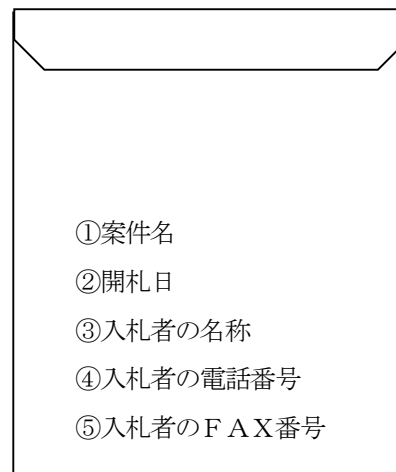 ①案件名
②開札日
③入札者の名称
④入札者の電話番号
⑤入札者のＦＡＸ番号